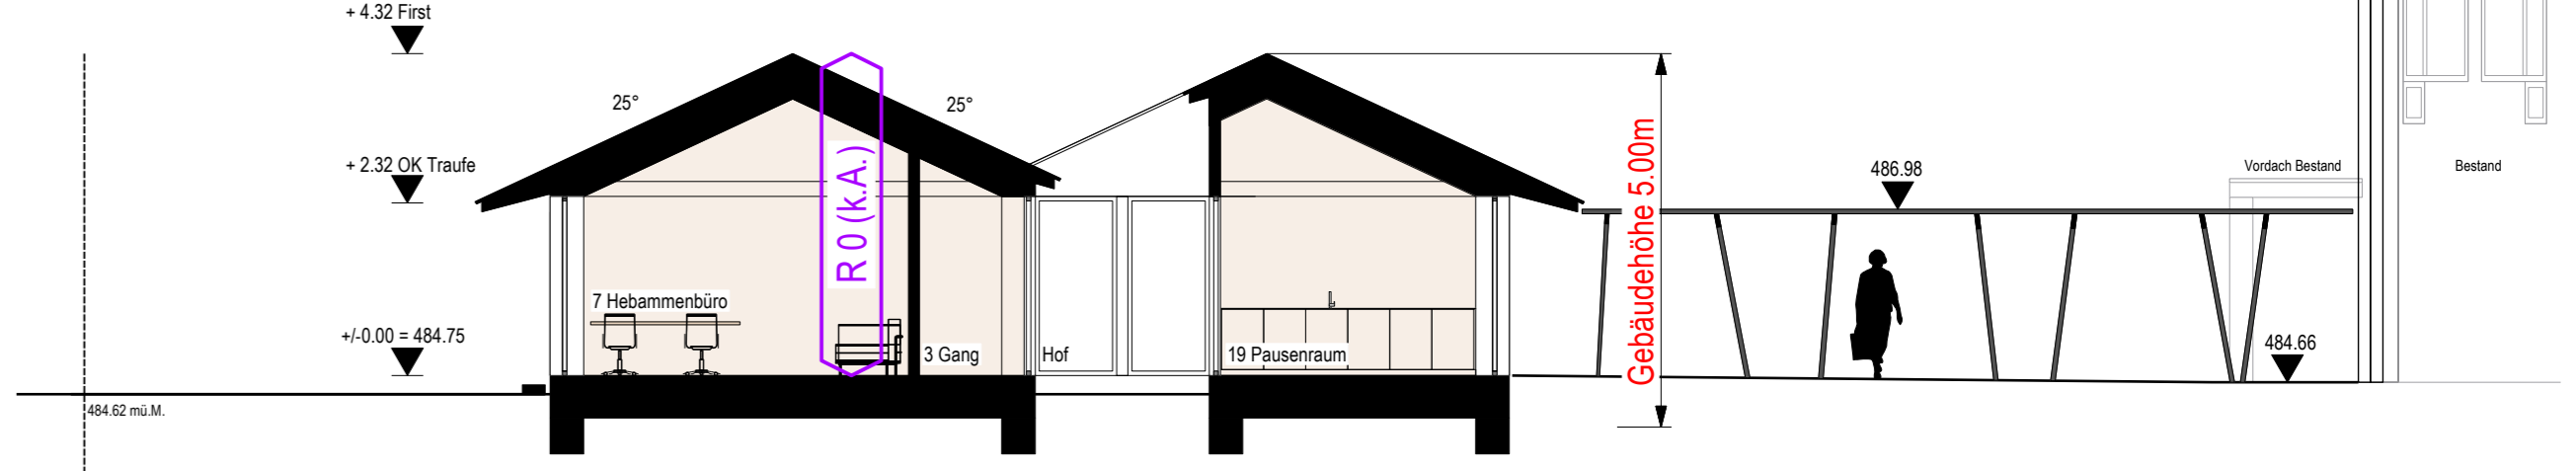 + 4.32 First
25°
25°
+ 2.32 OK Traufe
R 0 (k.A.)
Gebäudehöhe 5.00m
486.98
Vordach Bestand
Bestand
7 Hebammenbüro
+/-0.00 = 484.75
3 Gang
Hof
19 Pausenraum
484.66
484.62 mü.M.